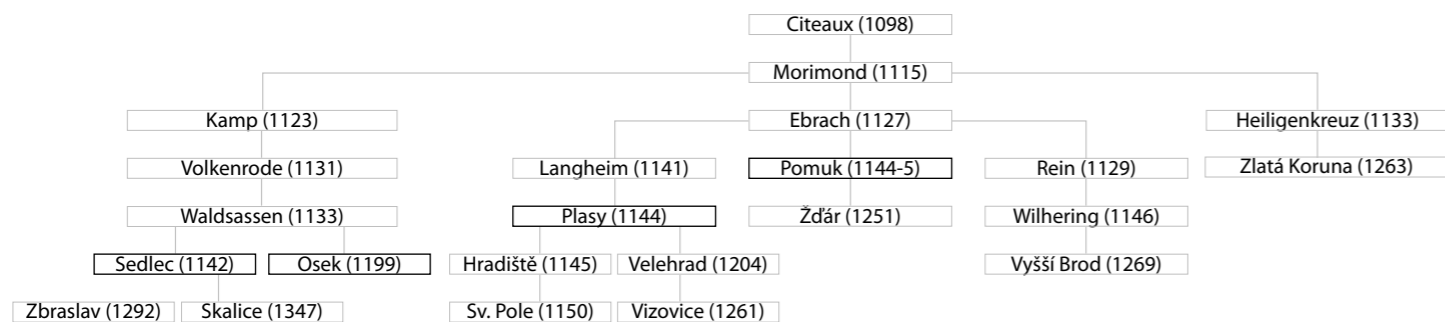 Citeaux (1098)
Morimond (1115)
Kamp (1123)
Ebrach (1127)
Heiligenkreuz (1133)
Volkenrode (1131)
Langheim (1141)
Pomuk (1144-5)
Rein (1129)
Zlatá Koruna (1263)
Waldsassen (1133)
Plasy (1144)
Žďár (1251)
Wilhering (1146)
Sedlec (1142)
Osek (1199)
Hradiště (1145)
Velehrad (1204)
Vyšší Brod (1269)
Zbraslav (1292)
Skalice (1347)
Sv. Pole (1150)
Vizovice (1261)